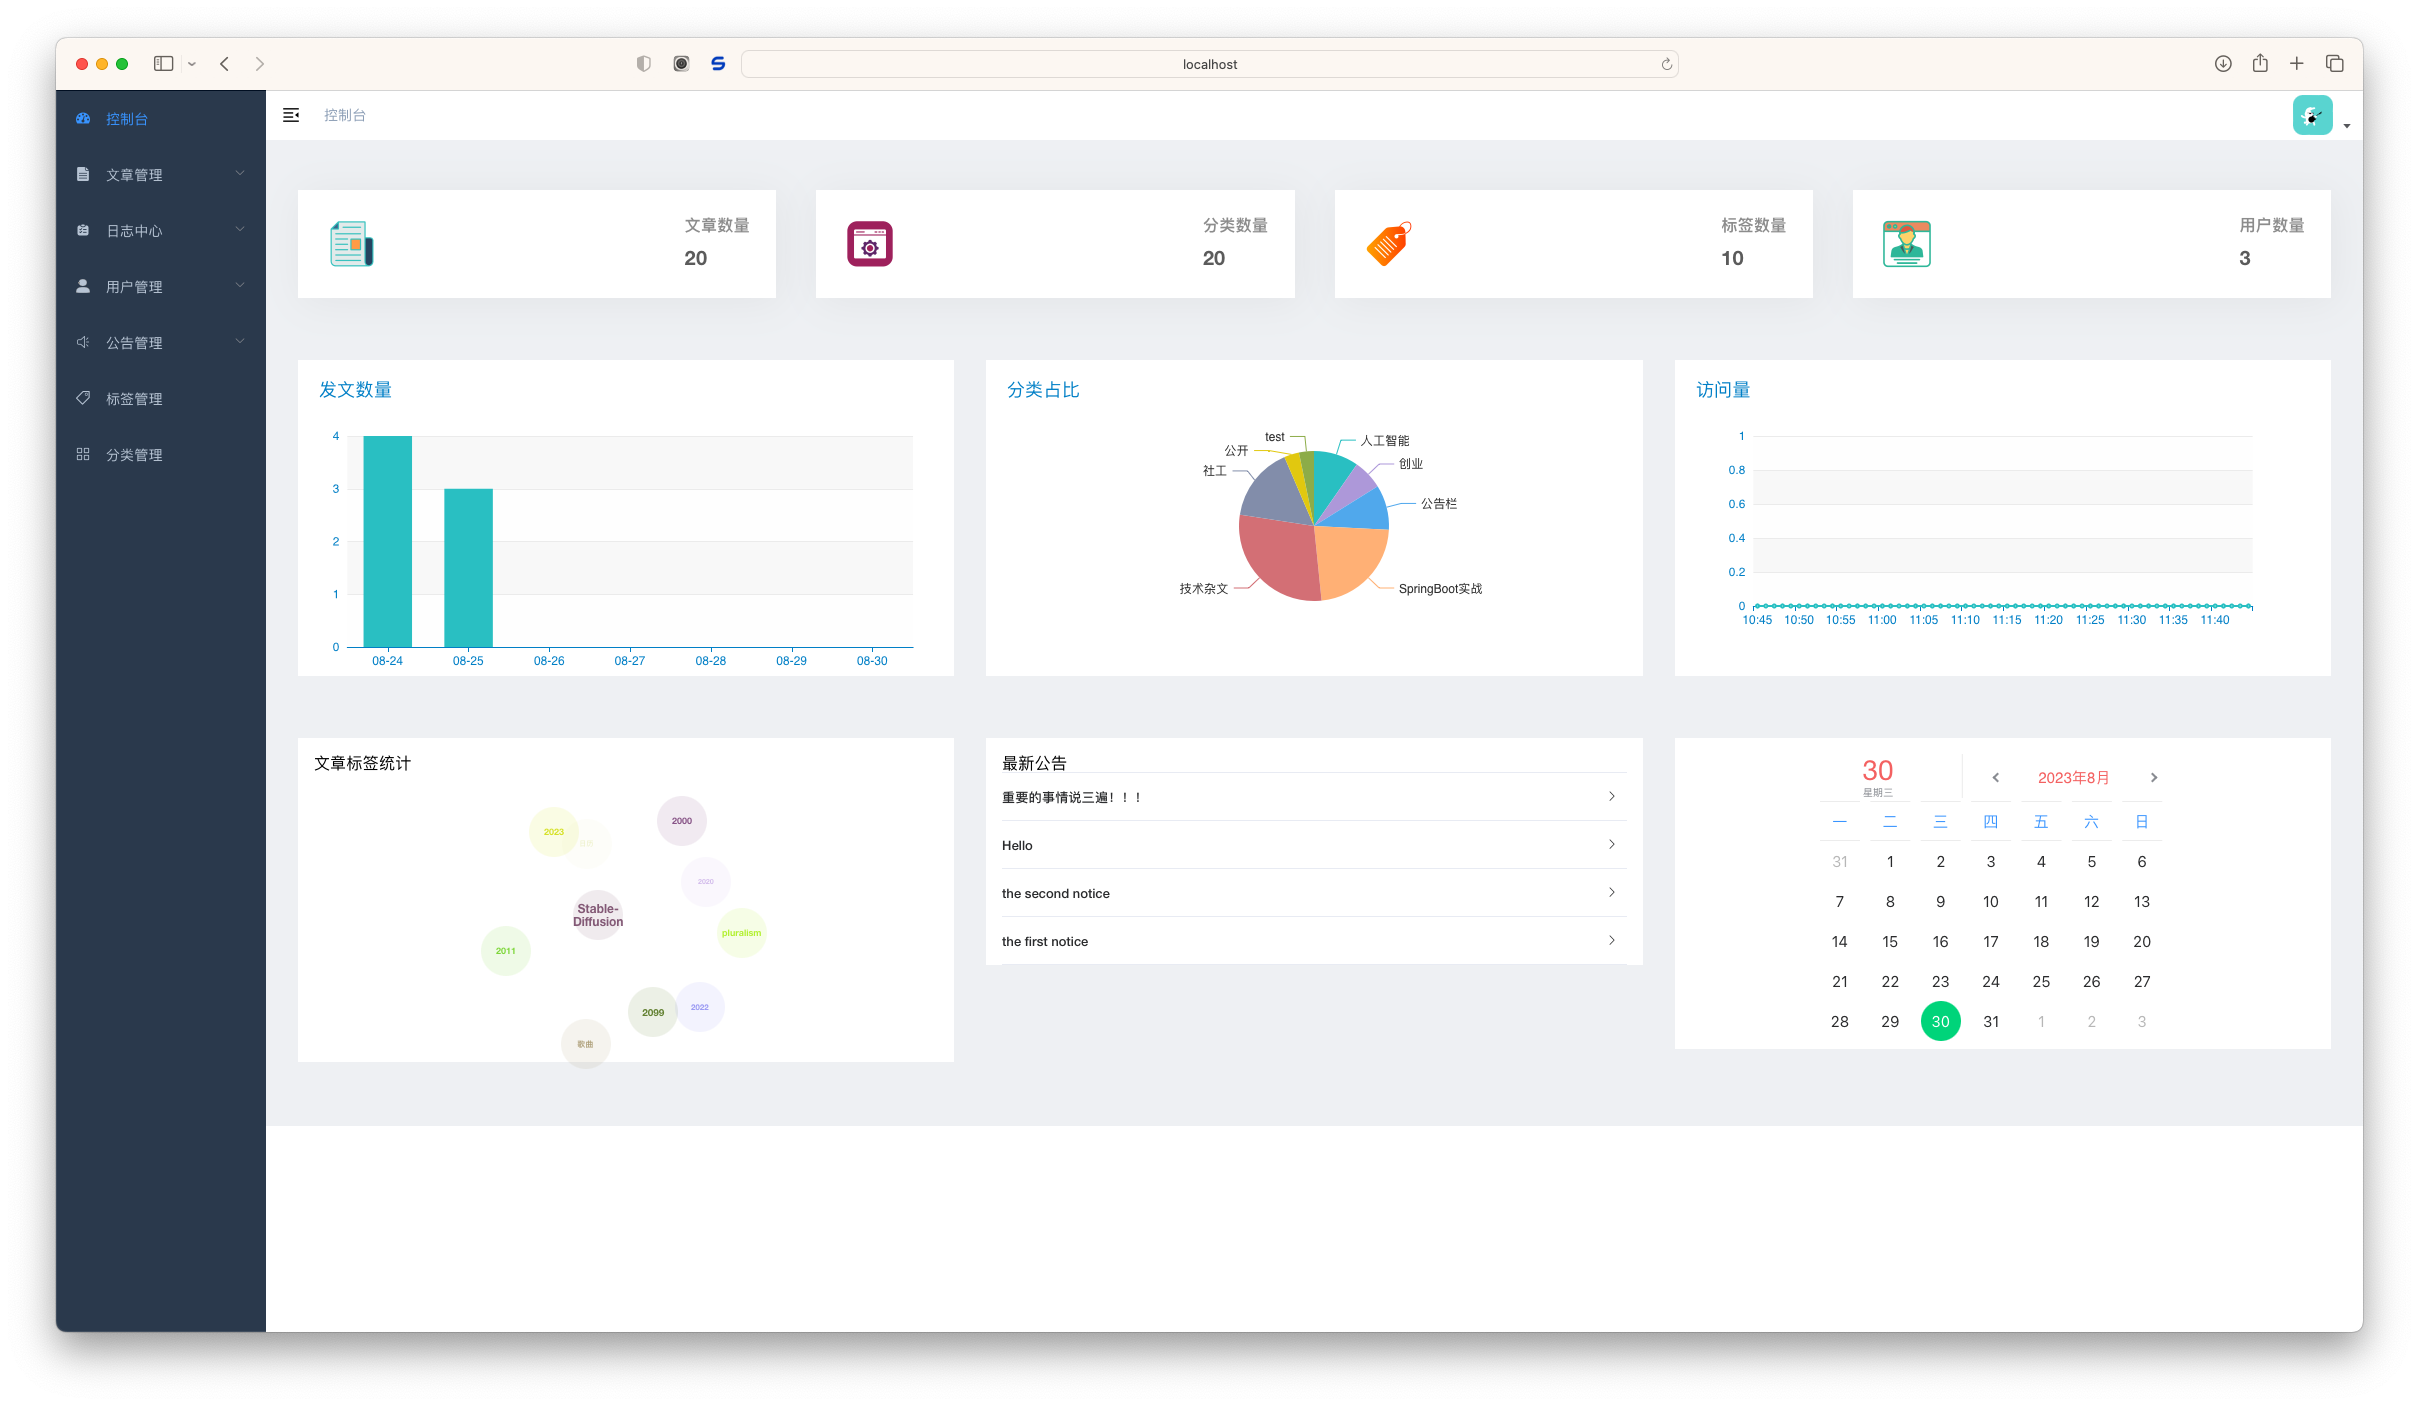 localhost
控制台
文章管理
日志中心
用户管理
公告管理
标签管理
分类管理
控制台
文章数量
20
分类数量
20
标签数量
10
用户数量
3
发文数量
4
3
2
1
0
08-24 08-25 08-26 08-27 08-28 08-29 08-30
分类占比
test
公开
社工
技术杂文
人工智能
创业
公告栏
SpringBoot实战
访问量
1
0.8
0.6
0.4
0.2
0
10:45 10:50 10:55 11:00 11:05 11:10 11:15 11:20 11:25 11:30 11:35 11:40
文章标签统计
2000
2023
2020
Stable-
Diffusion
pluralism
2011
2099
2022
歌曲
最新公告
重要的事情说三遍！！！
Hello
the second notice
the first notice
30
星期三
2023年8月
一 二 三 四 五 六 日
31 1 2 3 4 5 6
7 8 9 10 11 12 13
14 15 16 17 18 19 20
21 22 23 24 25 26 27
28 29 30 31 1 2 3